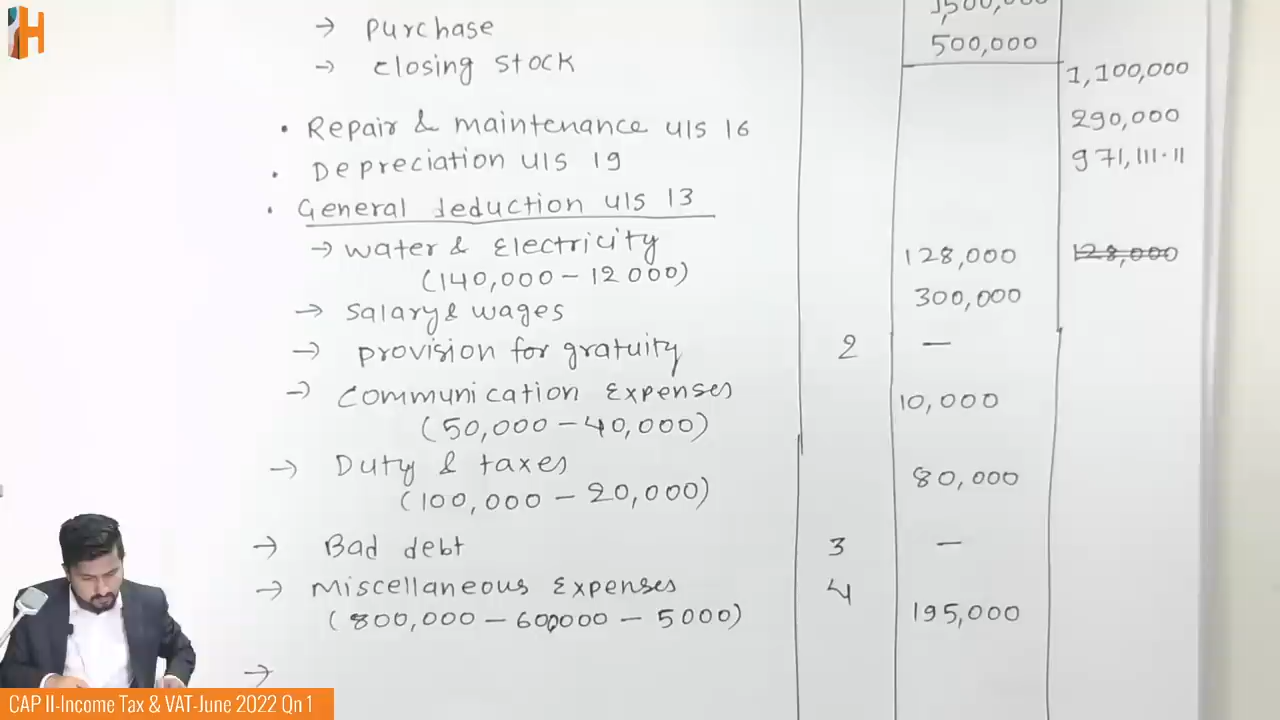 H
→ purchase
500,000
→ closing stock
1,100,000
• Repair & maintenance u/s 16
290,000
• Depreciation u/s 19
971,111.11
• General deduction u/s 13
→ water & Electricity
128,000
128,000
(140,000 - 12000)
→ salary & wages
300,000
→ provision for gratuity
2
—
→ Communication Expenses
10,000
(50,000 - 40,000)
→ Duty & taxes
80,000
(100,000 - 20,000)
→ Bad debt
3
—
→ Miscellaneous Expenses
4
(800,000 - 600,000 - 5000)
195,000
→
CAP II-Income Tax & VAT-June 2022 Qn 1